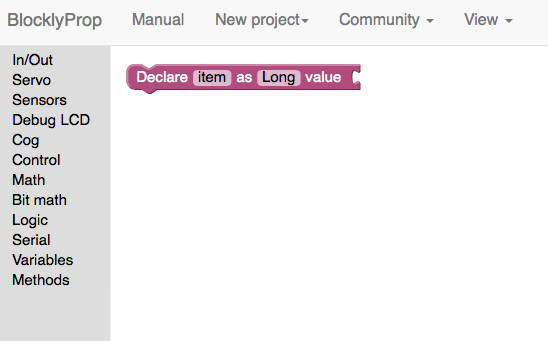 BlocklyProp Manual New project Community View
In/Out
Declare item as Long value
Servo
Sensors
Debug LCD
Cog
Control
Math
Bit math
Logic
Serial
Variables
Methods